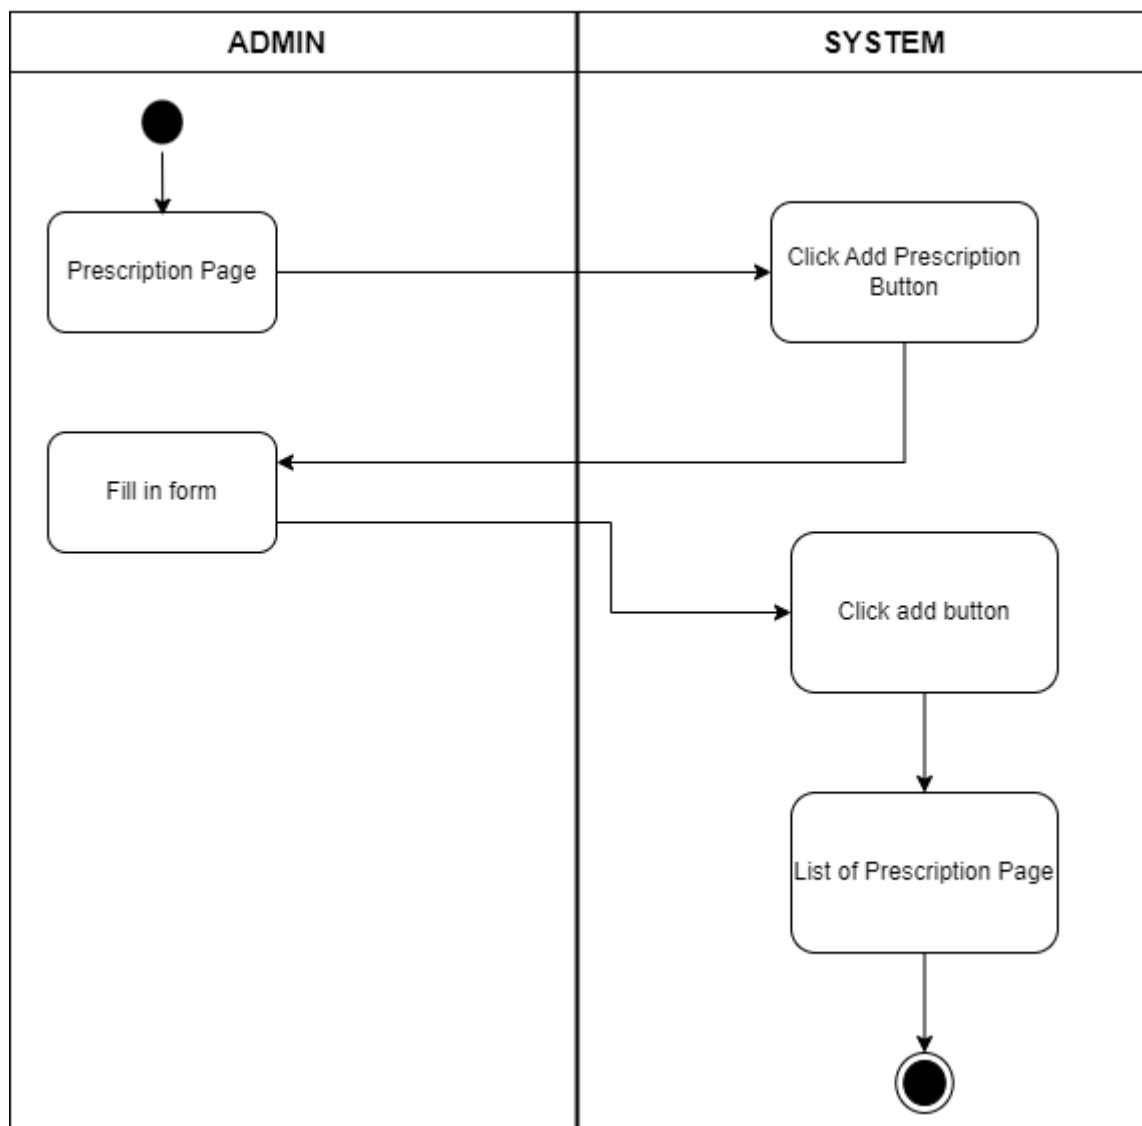 ADMIN
SYSTEM
Prescription Page
Click Add Prescription
Button
Fill in form
Click add button
List of Prescription Page